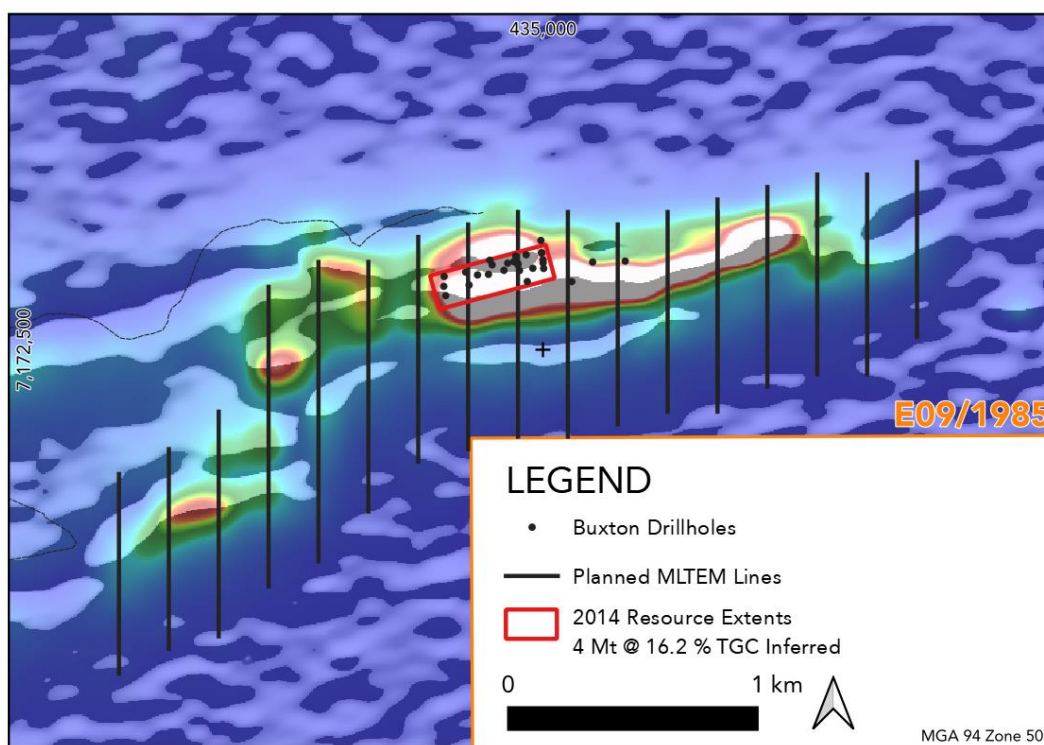 435,000
7,172,500
E09/1985
LEGEND
Buxton Drillholes
Planned MLTEM Lines
2014 Resource Extents
4 Mt @ 16.2 % TGC Inferred
0 1 km
MGA 94 Zone 50